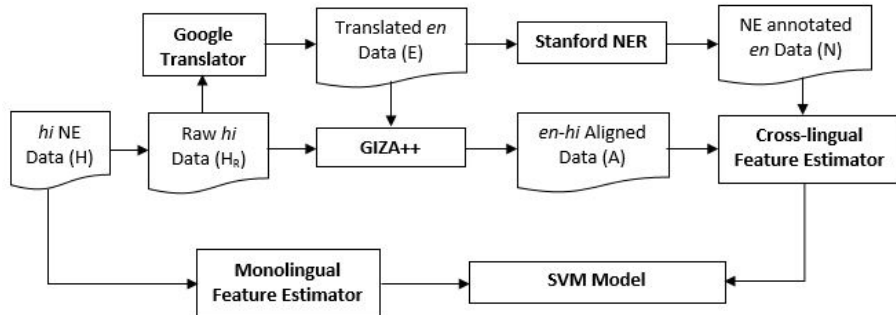 Google
Translator
Translated en
Data (E)
Stanford NER
NE annotated
en Data (N)
hi NE
Data (H)
Raw hi
Data (HR)
GIZA++
en-hi Aligned
Data (A)
Cross-lingual
Feature Estimator
Monolingual
Feature Estimator
SVM Model